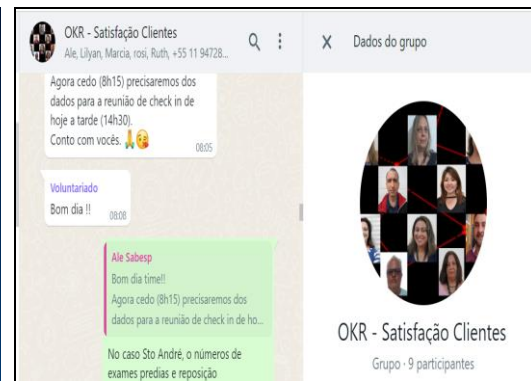 OKR - Satisfação Clientes
Ale, Lilyan, Marcia, rosi, Ruth, +55 11 94728...
Agora cedo (8h15) precisaremos dos
dados para a reunião de check in de
hoje a tarde (14h30).
Conto com vocês. 🙏😘
08:05
Voluntariado
Bom dia !!
08:08
Ale Sabesp
Bom dia time!!
Agora cedo (8h15) precisaremos dos
dados para a reunião de check in de ho...
No caso Sto André, o números de
exames predias e reposição
Dados do grupo
OKR - Satisfação Clientes
Grupo · 9 participantes